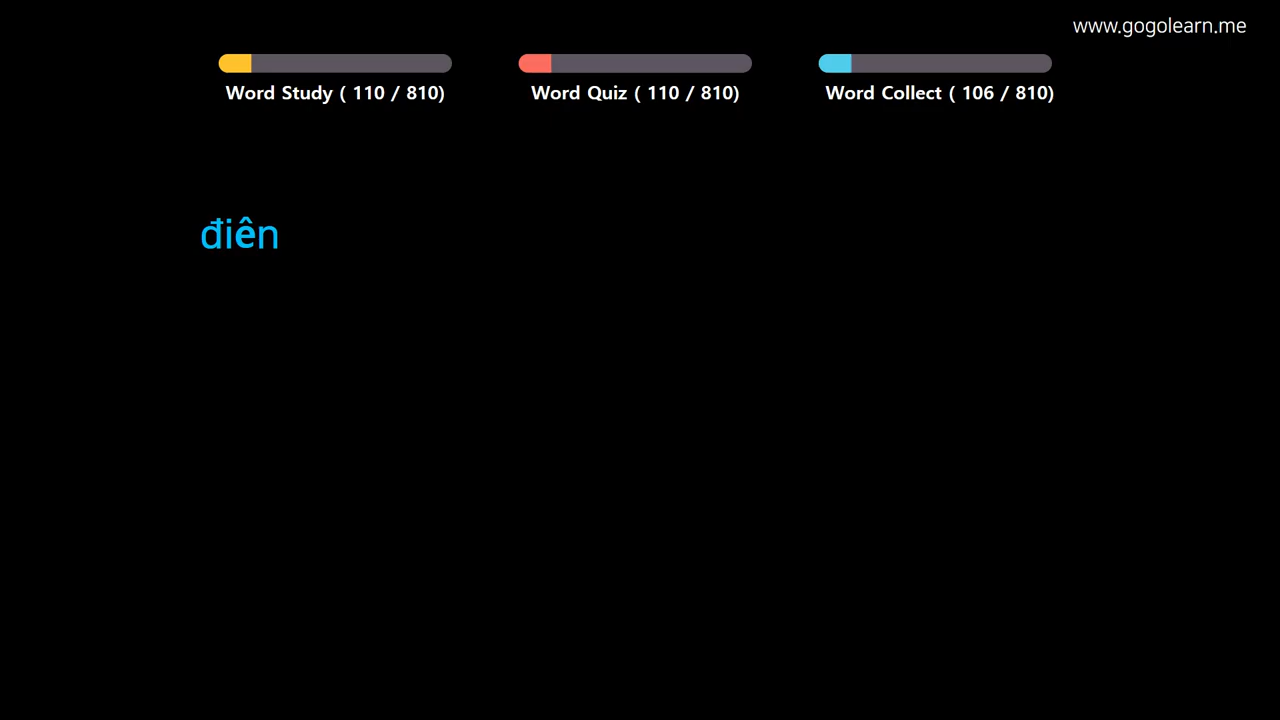 www.gogolearn.me
Word Study ( 110 / 810)
Word Quiz ( 110 / 810)
Word Collect ( 106 / 810)
điên